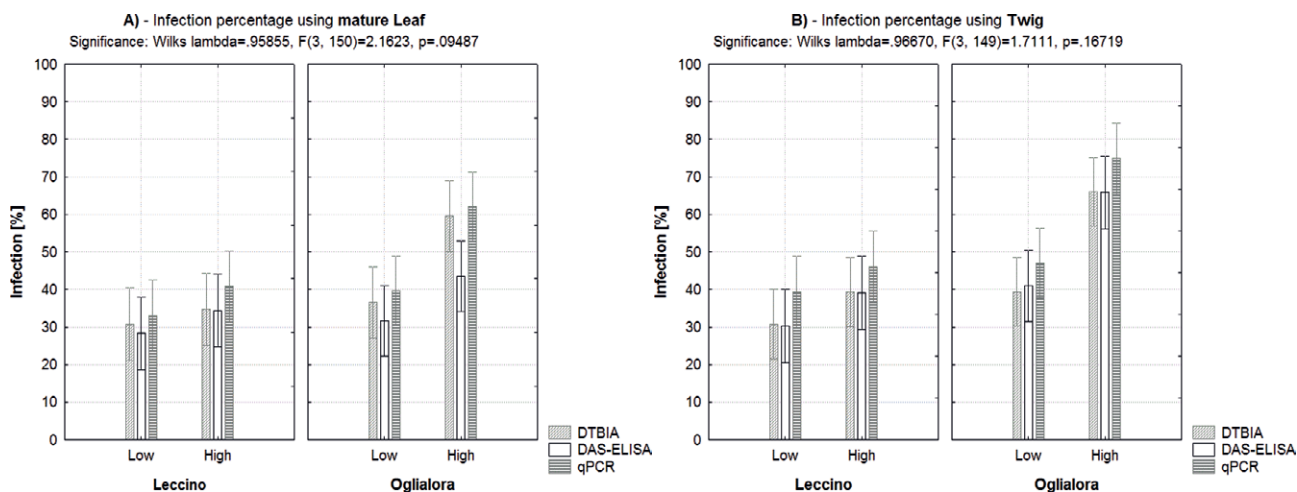 A) - Infection percentage using mature Leaf
Significance: Wilks lambda=.95855, F(3, 150)=2.1623, p=.09487
Infection [%]
100
90
80
70
60
50
40
30
20
10
0
Low High Low High
Leccino Oglialora
DTBIA
DAS-ELISA
qPCR
B) - Infection percentage using Twig
Significance: Wilks lambda=.96670, F(3, 149)=1.7111, p=.16719
Infection [%]
100
90
80
70
60
50
40
30
20
10
0
Low High Low High
Leccino Oglialora
DTBIA
DAS-ELISA
qPCR